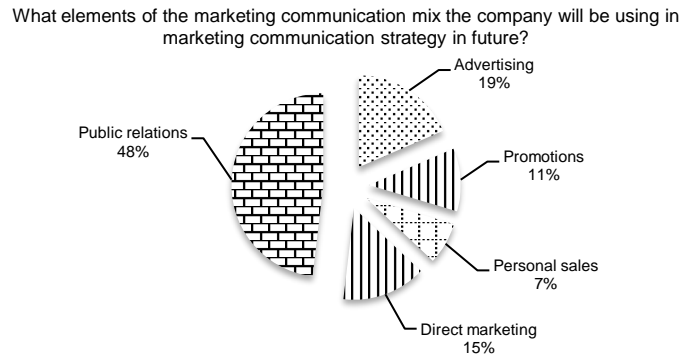 What elements of the marketing communication mix the company will be using in
marketing communication strategy in future?
Advertising
19%
Public relations
48%
Promotions
11%
Personal sales
7%
Direct marketing
15%